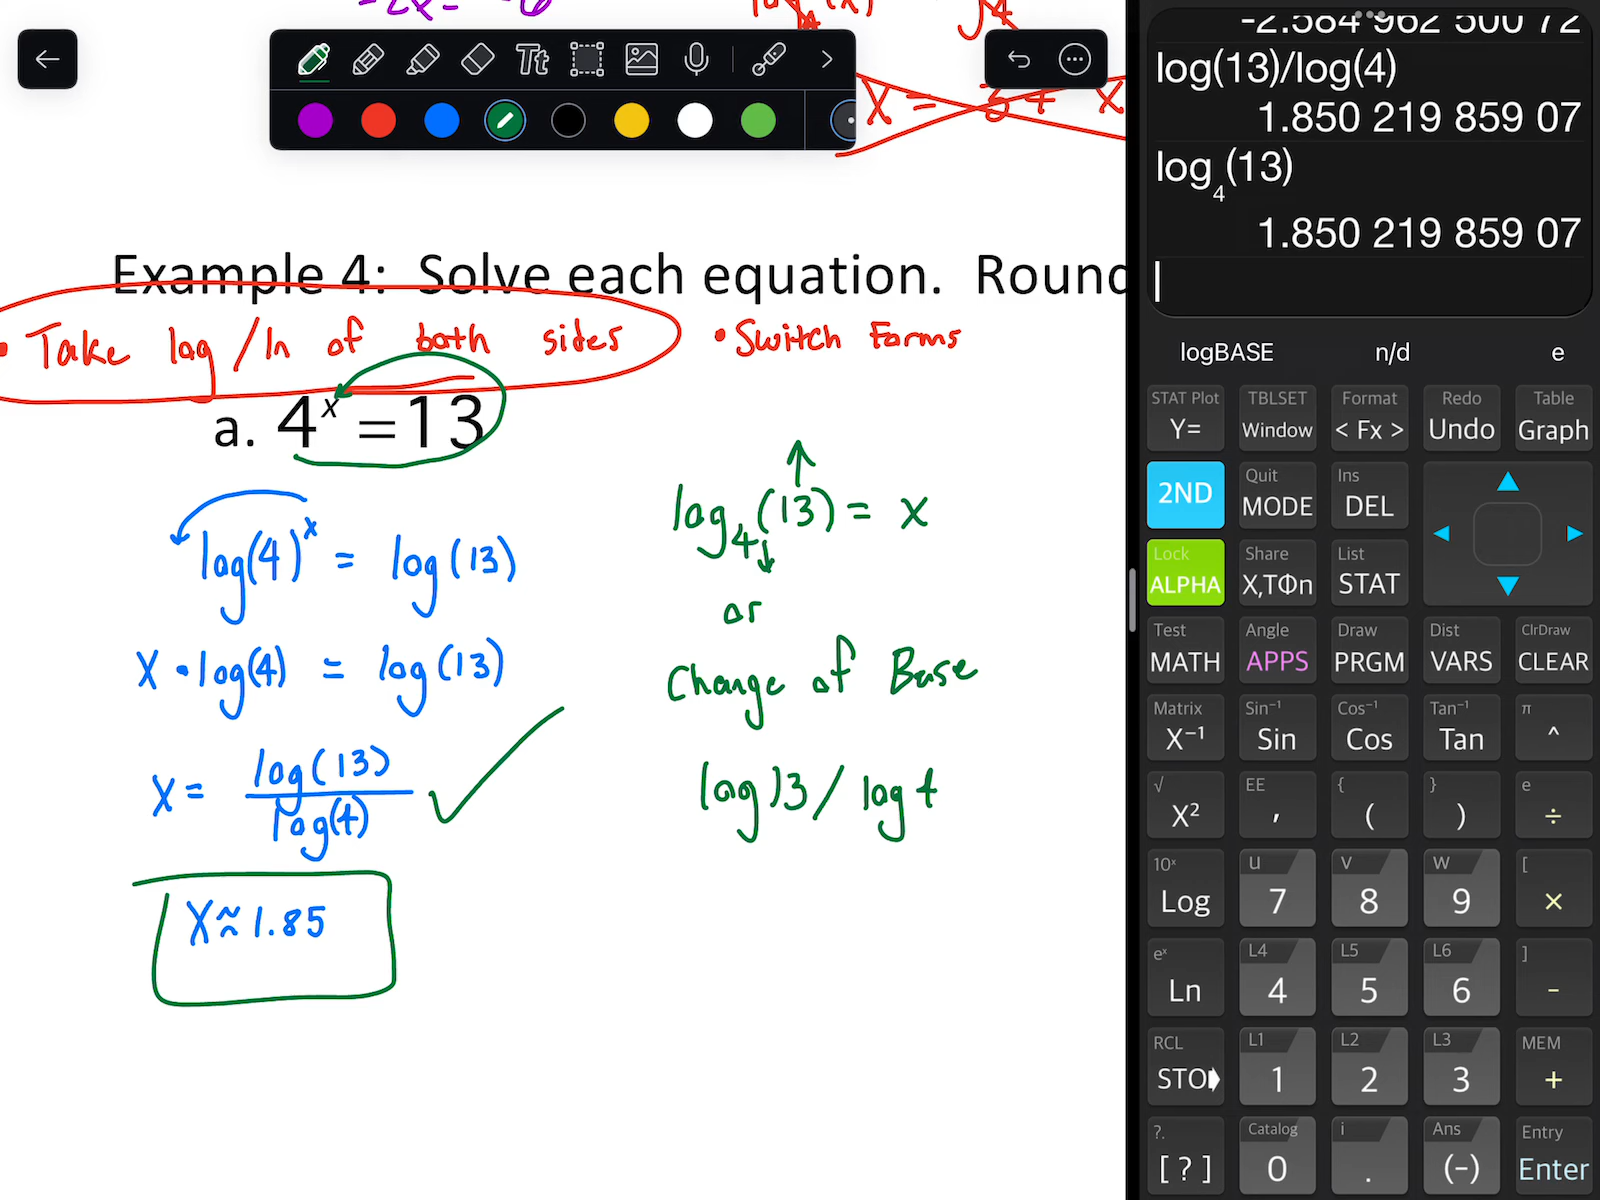 Tt
x = 34 x
Example 4: Solve each equation. Round
• Take log/ln of both sides
• Switch Forms
a. 4ˣ = 13
log(4)ˣ = log(13)
x • log(4) = log(13)
x = log(13)
log(4)
x ≈ 1.85
log₄(13) = x
or
Change of Base
log 13 / log 4
-2.584 962 500 72
log(13)/log(4)
1.850 219 859 07
log₄(13)
1.850 219 859 07
logBASE n/d e
STAT Plot TBLSET Format Redo Table
Y= Window < Fx > Undo Graph
Quit Ins
2ND MODE DEL
Lock Share List
ALPHA X,TΦn STAT
Test Angle Draw Dist ClrDraw
MATH APPS PRGM VARS CLEAR
Matrix Sin⁻¹ Cos⁻¹ Tan⁻¹ π
X⁻¹ Sin Cos Tan ^
√ EE { } e
X² , ( ) ÷
10ˣ u v w [
Log 7 8 9 ×
eˣ L4 L5 L6 ]
Ln 4 5 6 -
RCL L1 L2 L3 MEM
STO 1 2 3 +
?. Catalog i Ans Entry
[ ? ] 0 . (-) Enter